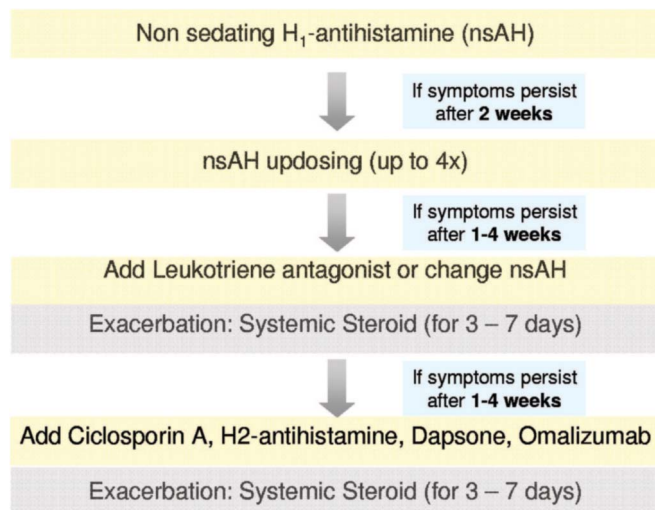 Non sedating H₁-antihistamine (nsAH)
If symptoms persist
after 2 weeks
nsAH updosing (up to 4x)
If symptoms persist
after 1-4 weeks
Add Leukotriene antagonist or change nsAH
Exacerbation: Systemic Steroid (for 3 – 7 days)
If symptoms persist
after 1-4 weeks
Add Ciclosporin A, H2-antihistamine, Dapsone, Omalizumab
Exacerbation: Systemic Steroid (for 3 – 7 days)